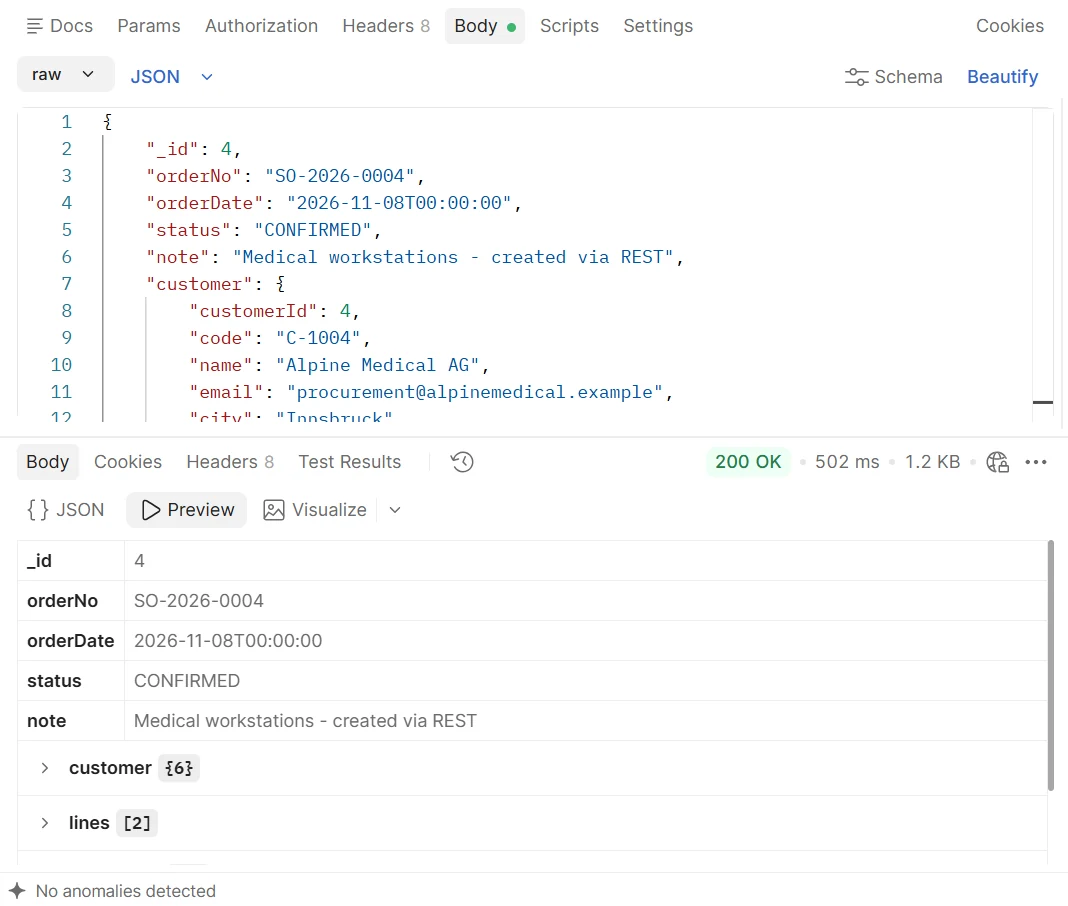 Docs Params Authorization Headers 8 Body Scripts Settings Cookies
raw JSON Schema Beautify
1 {
2 "_id": 4,
3 "orderNo": "SO-2026-0004",
4 "orderDate": "2026-11-08T00:00:00",
5 "status": "CONFIRMED",
6 "note": "Medical workstations - created via REST",
7 "customer": {
8 "customerId": 4,
9 "code": "C-1004",
10 "name": "Alpine Medical AG",
11 "email": "procurement@alpinemedical.example",
12 "city": "Innsbruck"
Body Cookies Headers 8 Test Results 200 OK 502 ms 1.2 KB
{} JSON Preview Visualize
_id 4
orderNo SO-2026-0004
orderDate 2026-11-08T00:00:00
status CONFIRMED
note Medical workstations - created via REST
customer {6}
lines [2]
No anomalies detected